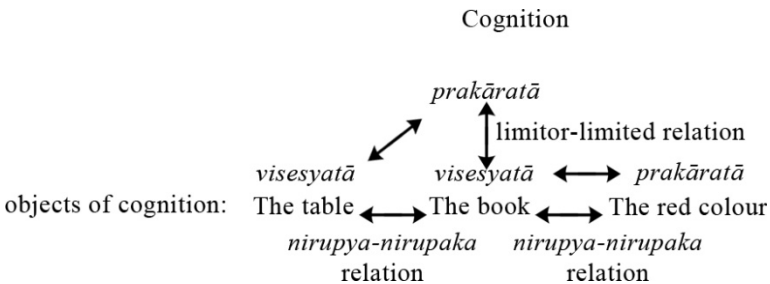 Cognition
prakāratā
limitor-limited relation
visesyatā visesyatā prakāratā
objects of cognition: The table The book The red colour
nirupya-nirupaka nirupya-nirupaka
relation relation